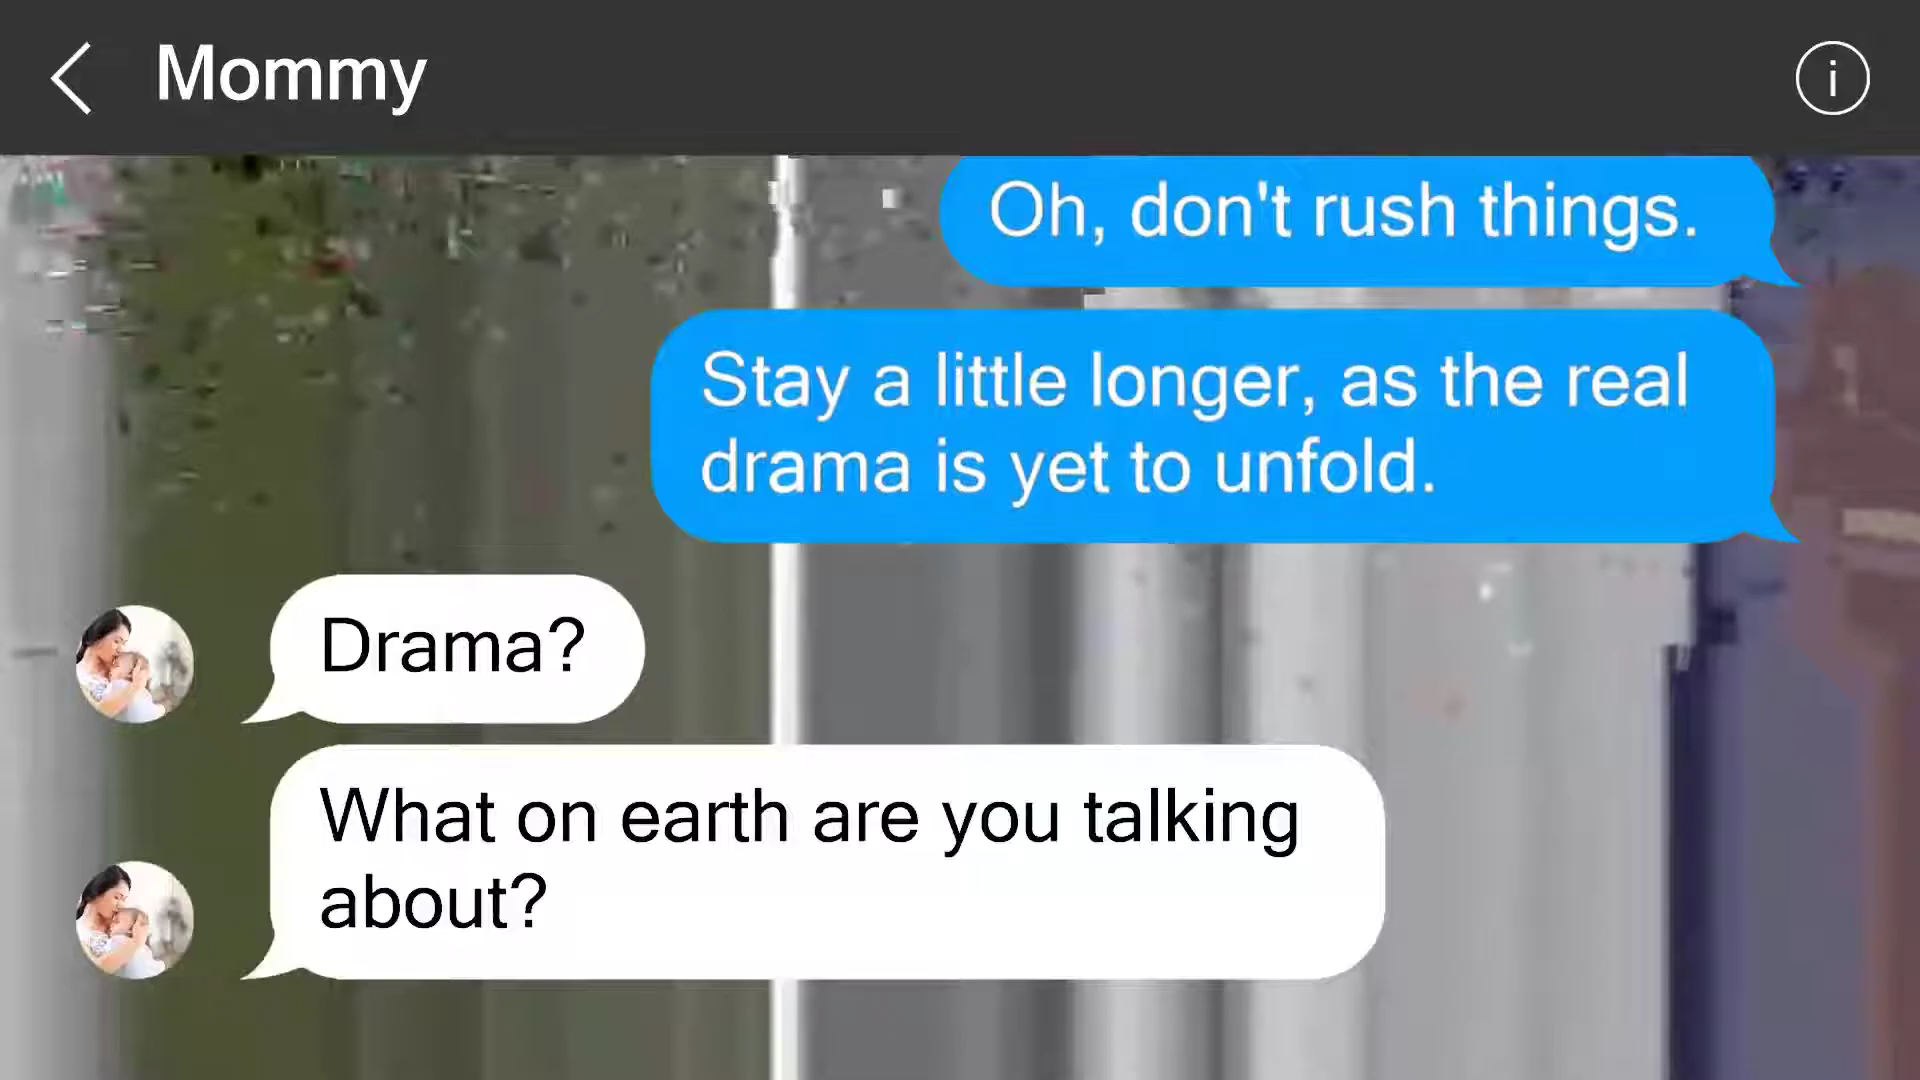 Mommy
Oh, don't rush things.
Stay a little longer, as the real
drama is yet to unfold.
Drama?
What on earth are you talking
about?